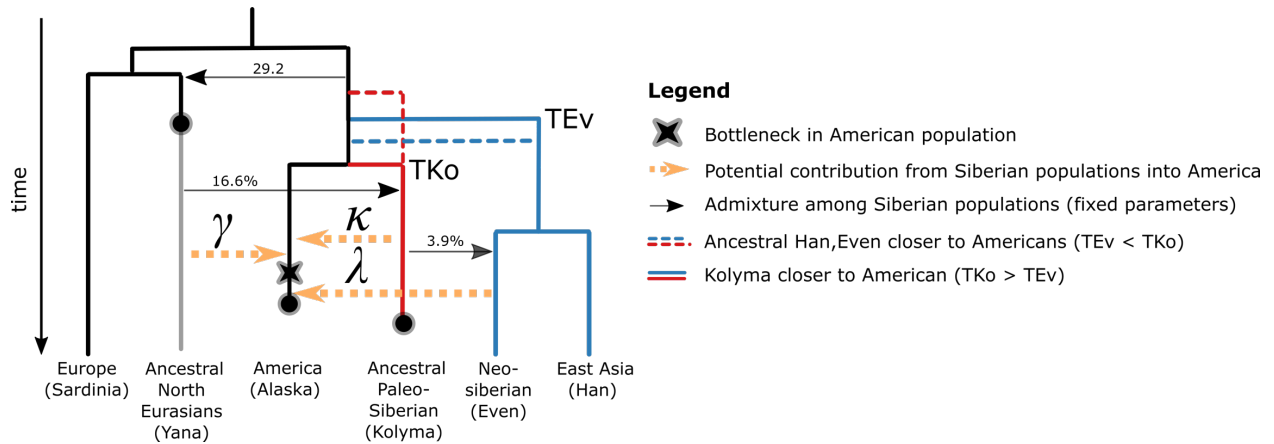 29.2
TEv
TKo
16.6%
γ
κ
3.9%
λ
time
Europe
(Sardinia)
Ancestral
North
Eurasians
(Yana)
America
(Alaska)
Ancestral
Paleo-
Siberian
(Kolyma)
Neo-
siberian
(Even)
East Asia
(Han)
Legend
Bottleneck in American population
Potential contribution from Siberian populations into America
Admixture among Siberian populations (fixed parameters)
Ancestral Han,Even closer to Americans (TEv < TKo)
Kolyma closer to American (TKo > TEv)